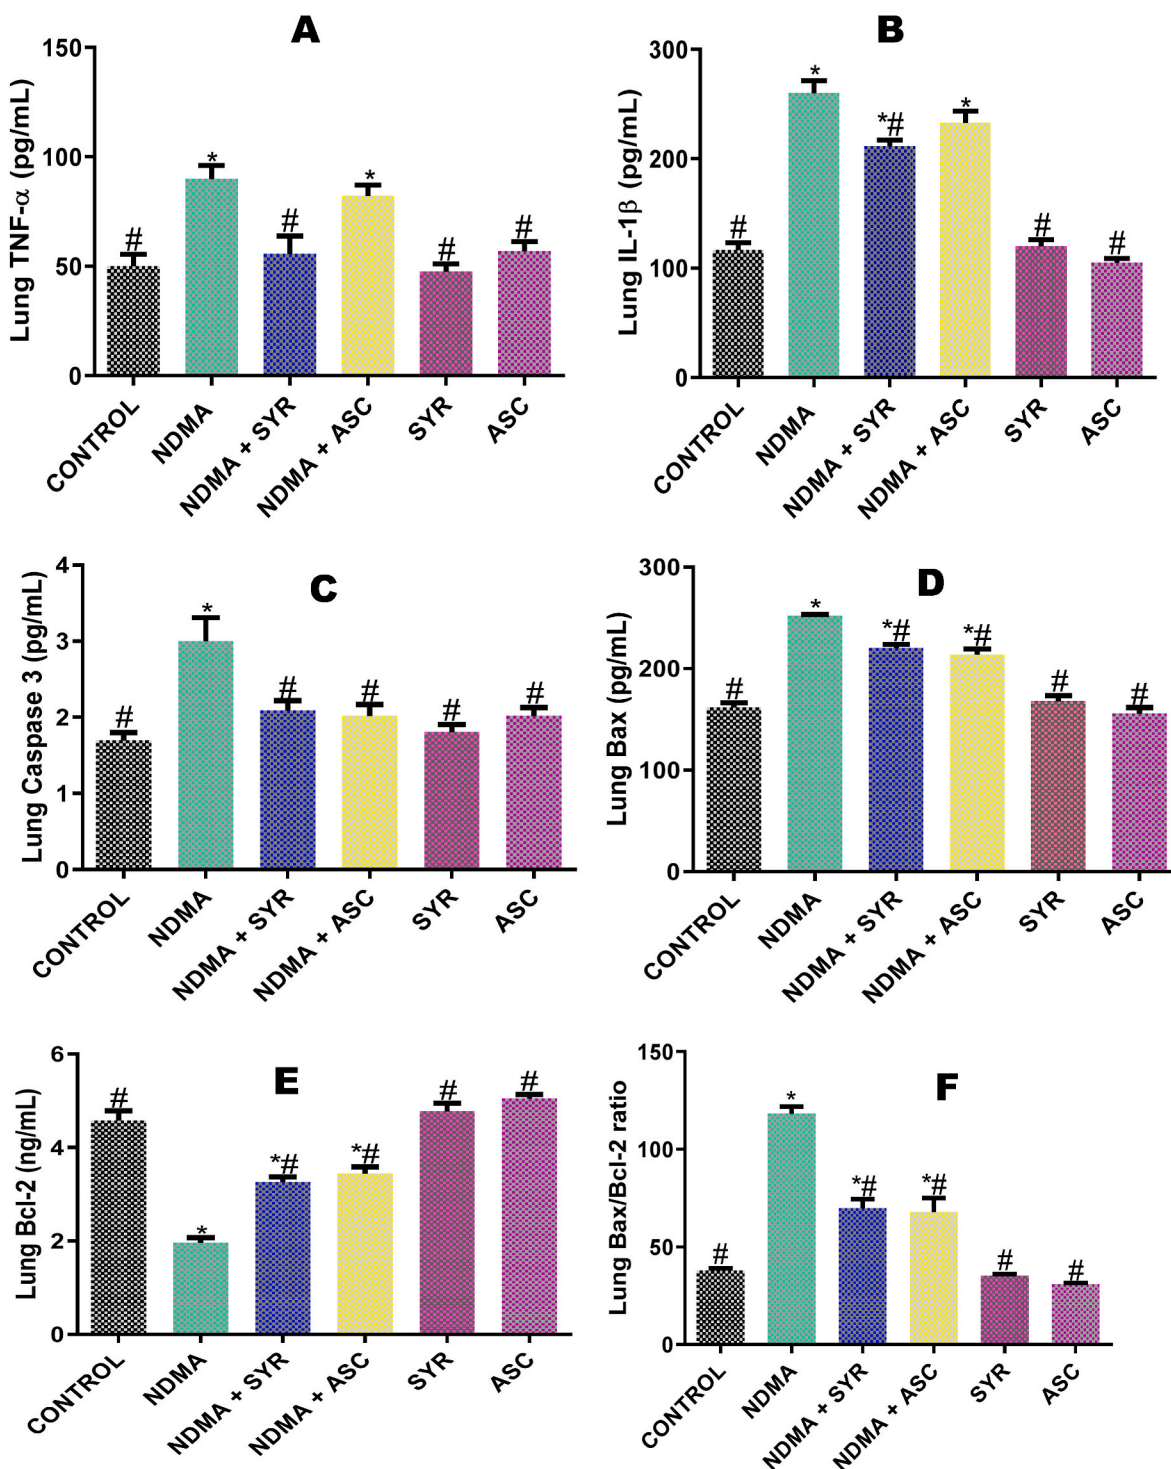 A
Lung TNF-α (pg/mL)
150
100
50
0
#
*
#
*
#
#
CONTROL
NDMA
NDMA + SYR
NDMA + ASC
SYR
ASC
B
Lung IL-1β (pg/mL)
300
200
100
0
#
*
*#
*
#
#
CONTROL
NDMA
NDMA + SYR
NDMA + ASC
SYR
ASC
C
Lung Caspase 3 (pg/mL)
4
3
2
1
0
#
*
#
#
#
#
CONTROL
NDMA
NDMA + SYR
NDMA + ASC
SYR
ASC
D
Lung Bax (pg/mL)
300
200
100
0
#
*
*#
*#
#
#
CONTROL
NDMA
NDMA + SYR
NDMA + ASC
SYR
ASC
E
Lung Bcl-2 (ng/mL)
6
4
2
0
#
*
*#
*#
#
#
CONTROL
NDMA
NDMA + SYR
NDMA + ASC
SYR
ASC
F
Lung Bax/Bcl-2 ratio
150
100
50
0
#
*
*#
*#
#
#
CONTROL
NDMA
NDMA + SYR
NDMA + ASC
SYR
ASC